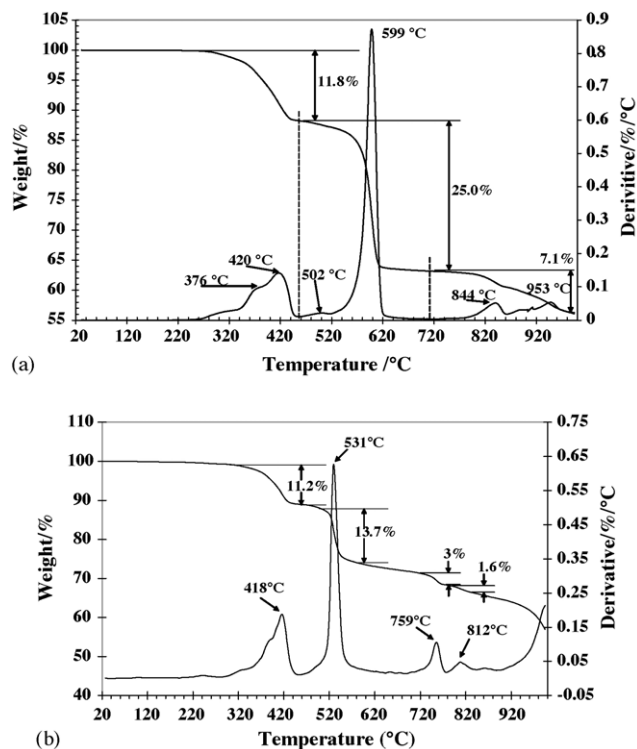 105
100
95
90
85
80
75
70
65
60
55
Weight/%
0.9
0.8
0.7
0.6
0.5
0.4
0.3
0.2
0.1
0
Derivitive/%/°C
599 °C
11.8%
25.0%
7.1%
420 °C
376 °C
502 °C
844 °C
953 °C
20 120 220 320 420 520 620 720 820 920
Temperature /°C
(a)
110
100
90
80
70
60
50
40
Weight/%
0.75
0.65
0.55
0.45
0.35
0.25
0.15
0.05
-0.05
Derivative/%/°C
531°C
11.2%
13.7%
3%
1.6%
418°C
759°C
812°C
20 120 220 320 420 520 620 720 820 920
Temperature (°C)
(b)